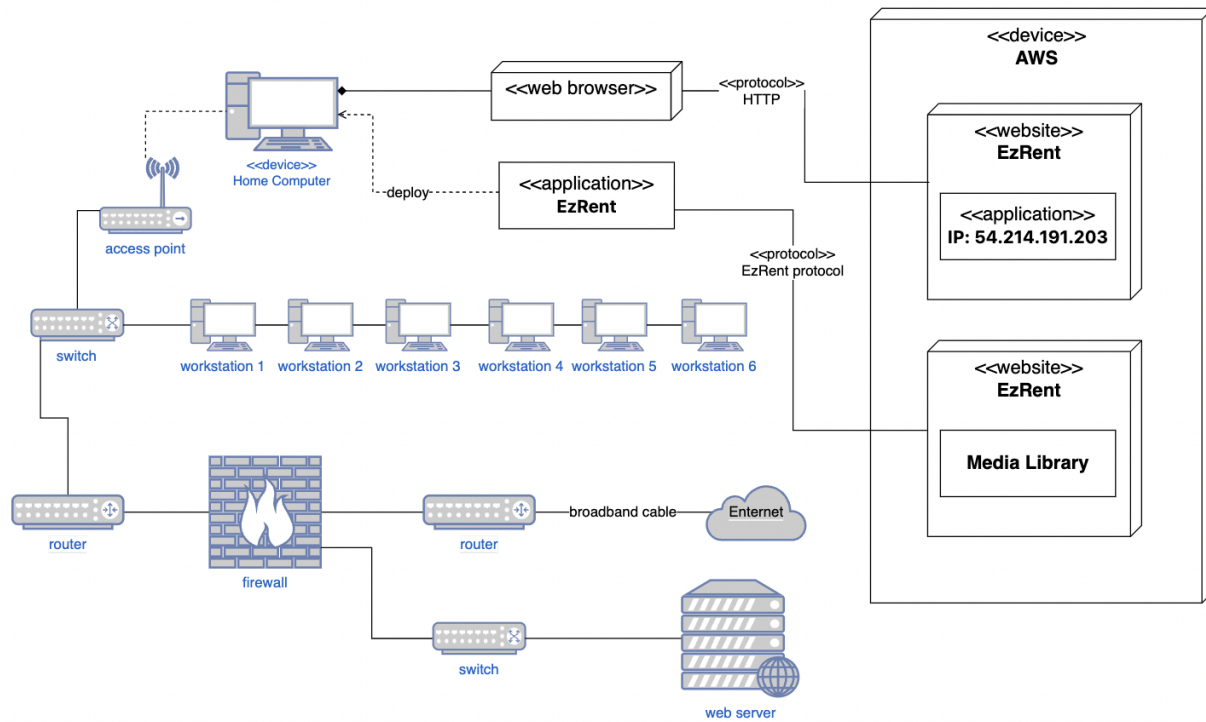 <<device>>
AWS
<<web browser>>
<<protocol>>
HTTP
<<website>>
EzRent
<<application>>
IP: 54.214.191.203
<<device>>
Home Computer
deploy
<<application>>
EzRent
access point
<<protocol>>
EzRent protocol
switch
workstation 1
workstation 2
workstation 3
workstation 4
workstation 5
workstation 6
<<website>>
EzRent
Media Library
router
firewall
router
broadband cable
Enternet
switch
web server